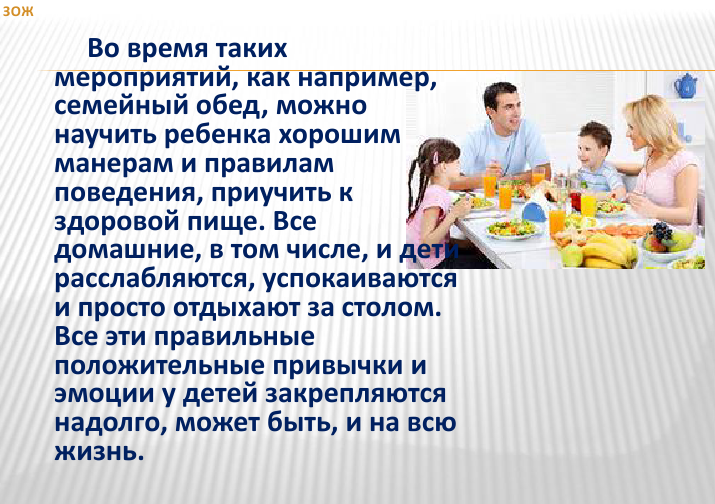 ЗОЖ
Во время таких
мероприятий, как например,
семейный обед, можно
научить ребенка хорошим
манерам и правилам
поведения, приучить к
здоровой пище. Все
домашние, в том числе, и дети
расслабляются, успокаиваются
и просто отдыхают за столом.
Все эти правильные
положительные привычки и
эмоции у детей закрепляются
надолго, может быть, и на всю
жизнь.